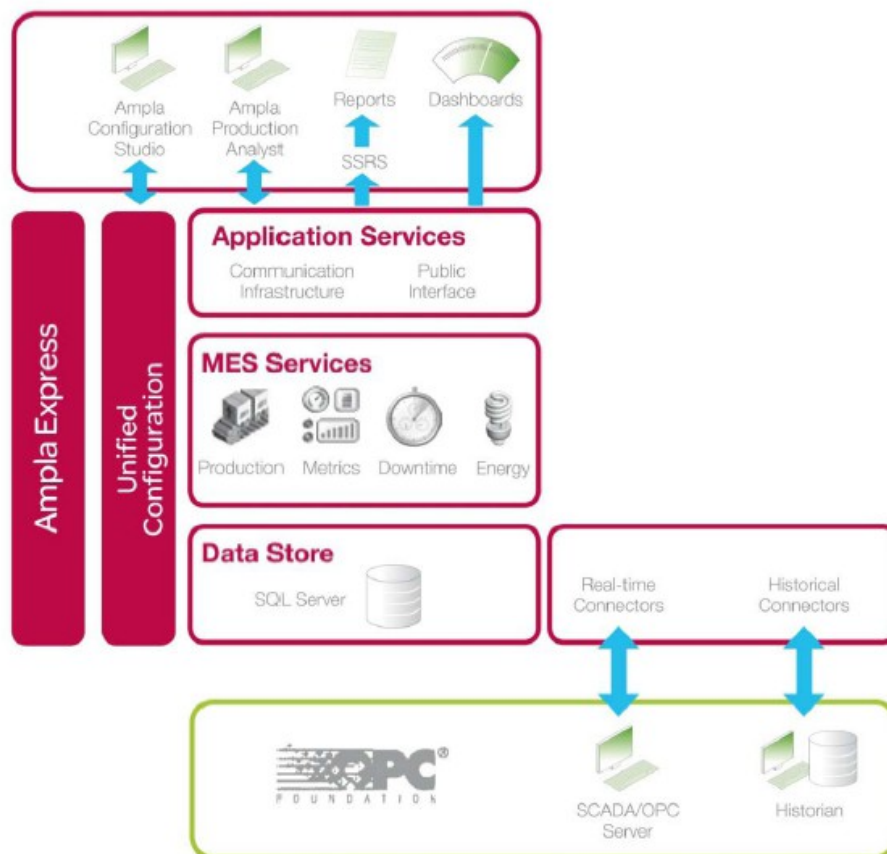 Ampla
Configuration
Studio
Ampla
Production
Analyst
Reports
SSRS
Dashboards
Ampla Express
Unified
Configuration
Application Services
Communication
Infrastructure
Public
Interface
MES Services
Production
Metrics
Downtime
Energy
Data Store
SQL Server
Real-time
Connectors
Historical
Connectors
OPC®
FOUNDATION
SCADA/OPC
Server
Historian